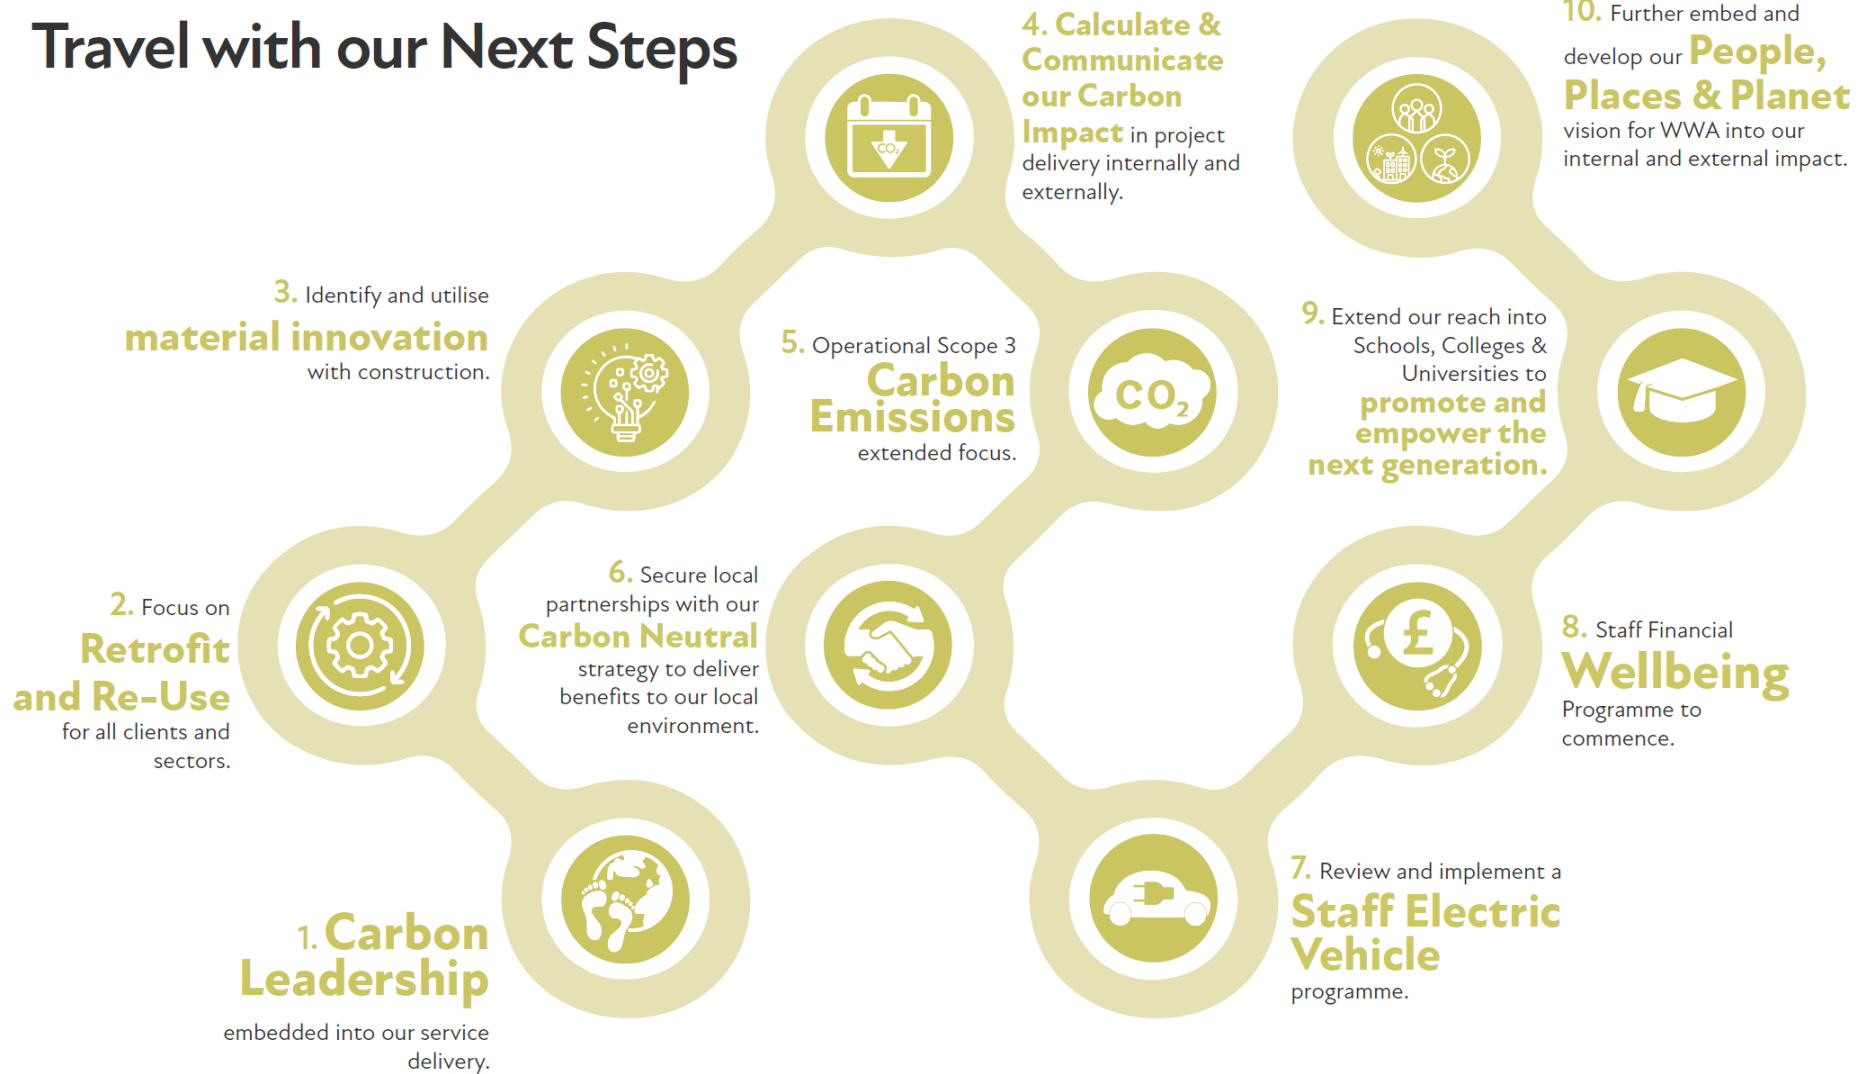 Travel with our Next Steps
1. Carbon
Leadership
embedded into our service
delivery.
2. Focus on
Retrofit
and Re-Use
for all clients and
sectors.
3. Identify and utilise
material innovation
with construction.
4. Calculate &
Communicate
our Carbon
Impact in project
delivery internally and
externally.
CO₂
5. Operational Scope 3
Carbon
Emissions
extended focus.
CO₂
6. Secure local
partnerships with our
Carbon Neutral
strategy to deliver
benefits to our local
environment.
7. Review and implement a
Staff Electric
Vehicle
programme.
8. Staff Financial
Wellbeing
Programme to
commence.
£
9. Extend our reach into
Schools, Colleges &
Universities to
promote and
empower the
next generation.
10. Further embed and
develop our People,
Places & Planet
vision for WWA into our
internal and external impact.